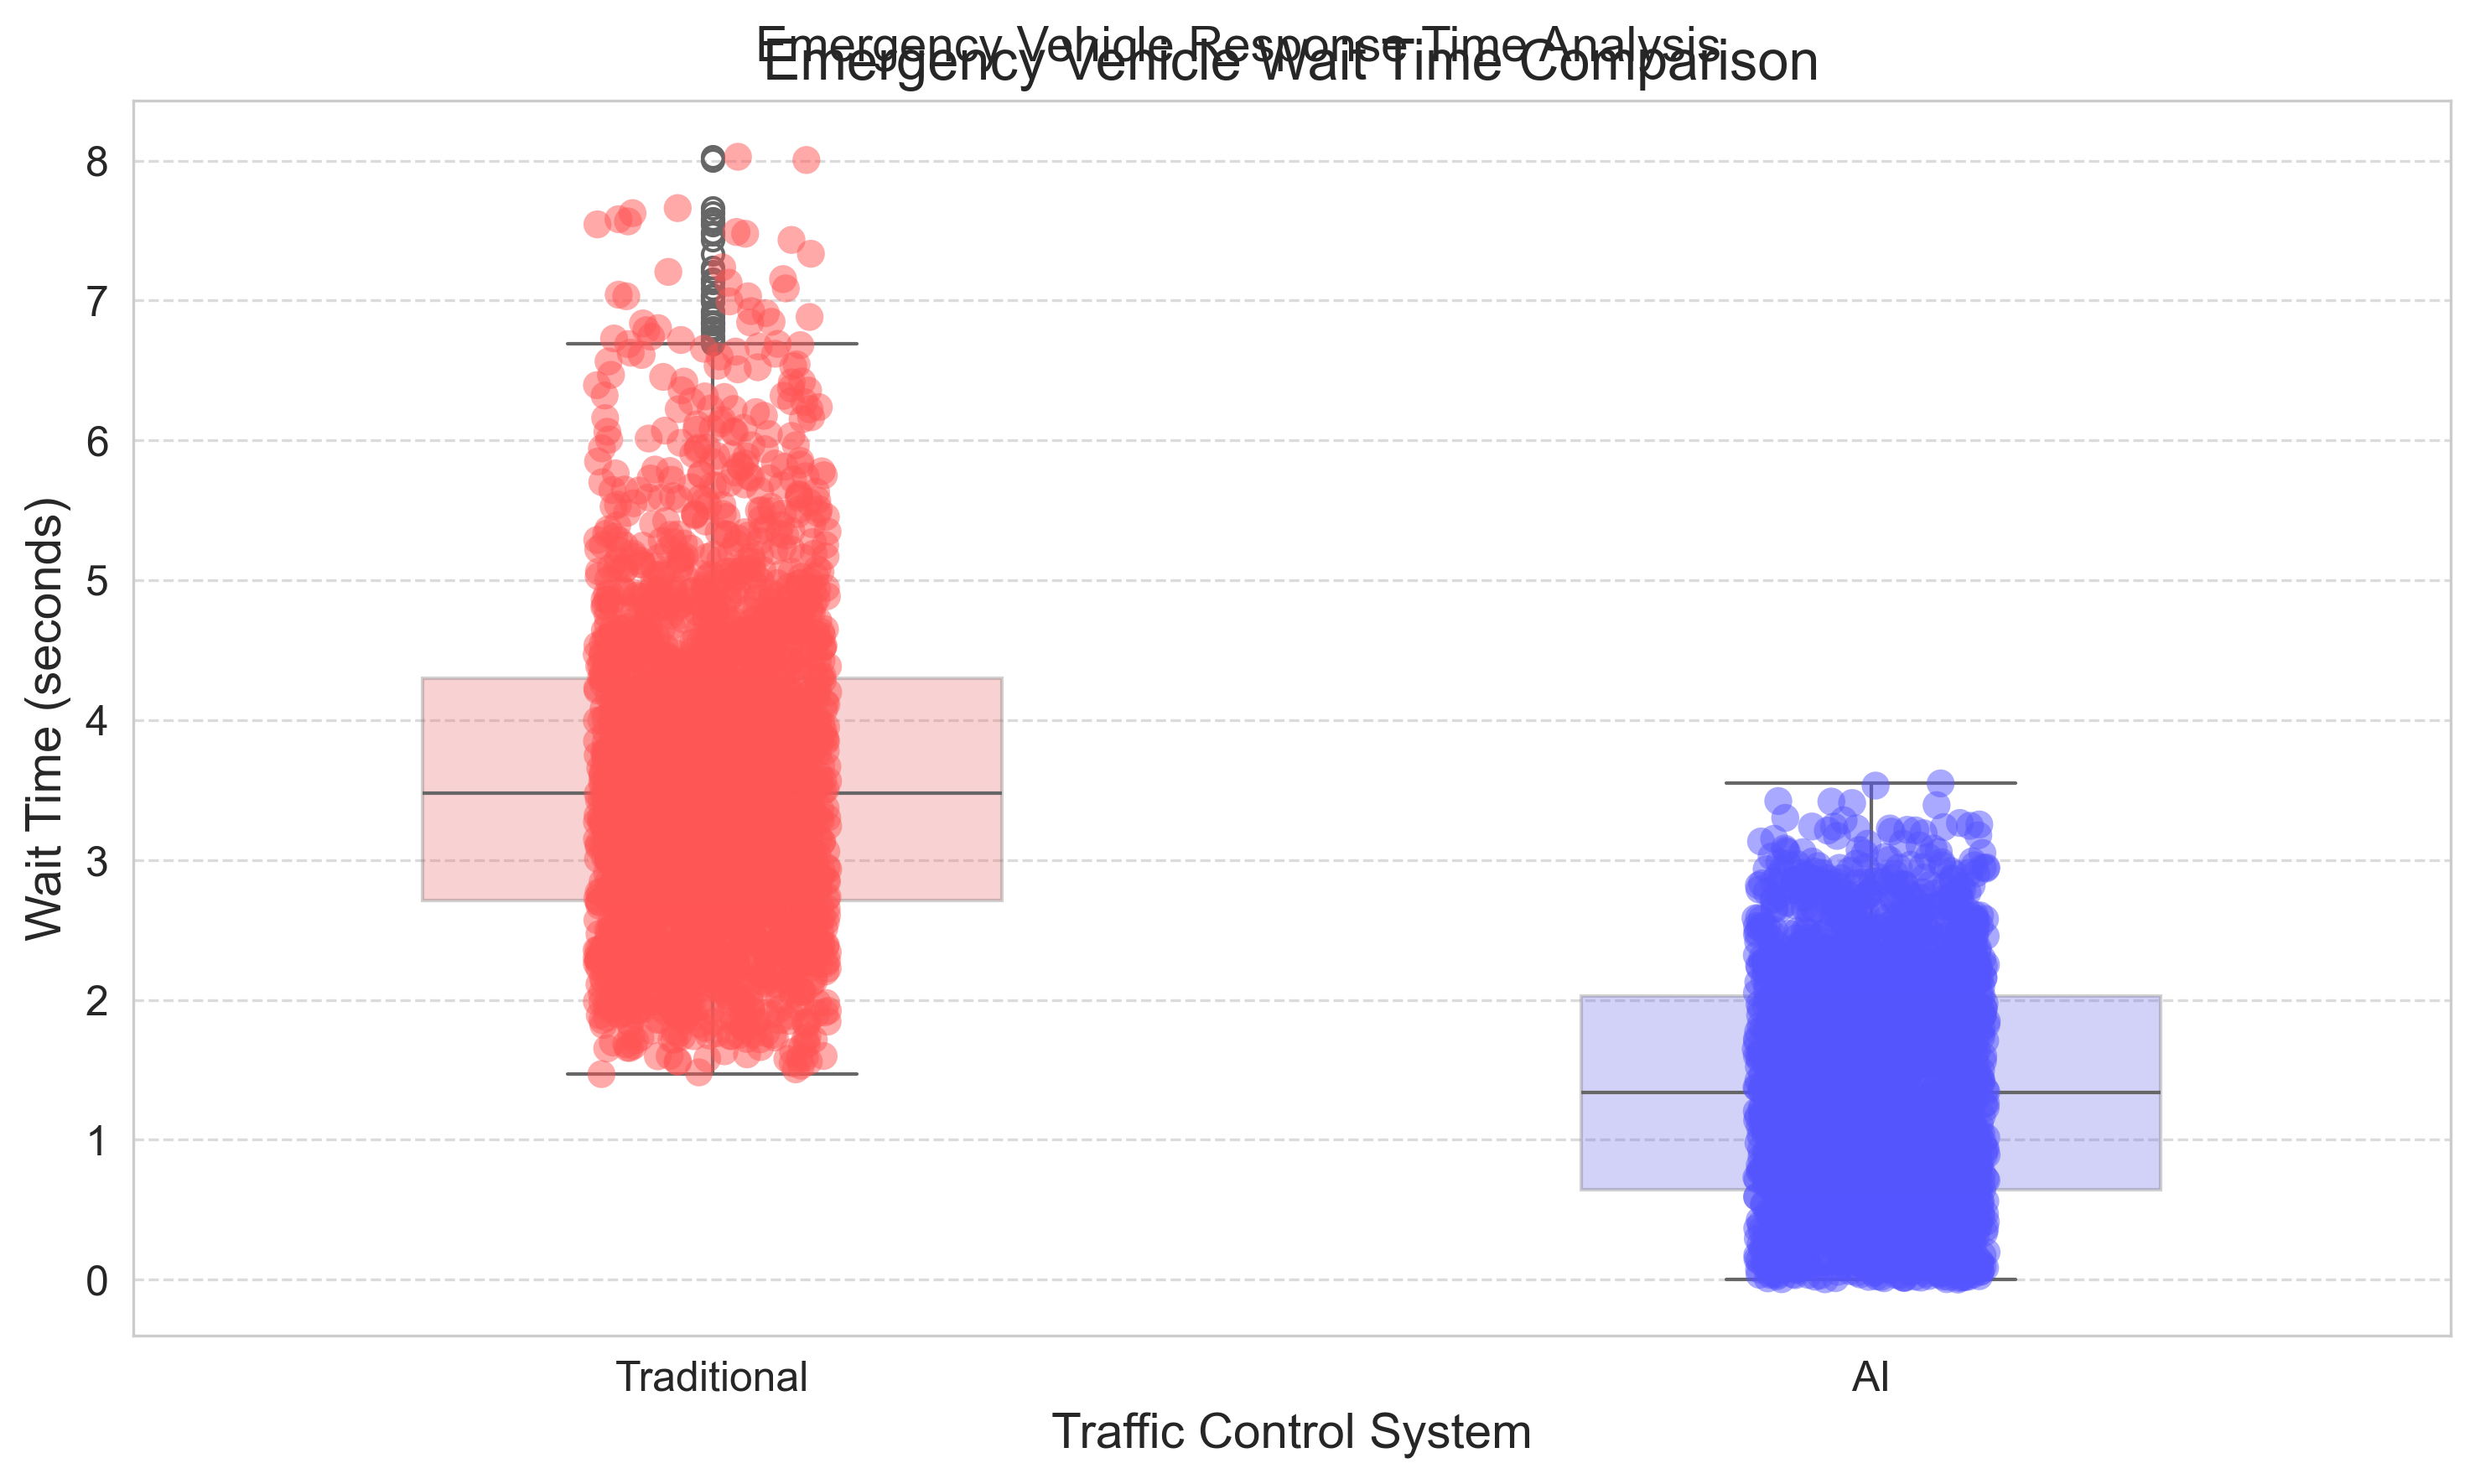 Emergency Vehicle Response Time Analysis
Emergency Vehicle Wait Time Comparison
Wait Time (seconds)
8
7
6
5
4
3
2
1
0
Traditional
AI
Traffic Control System